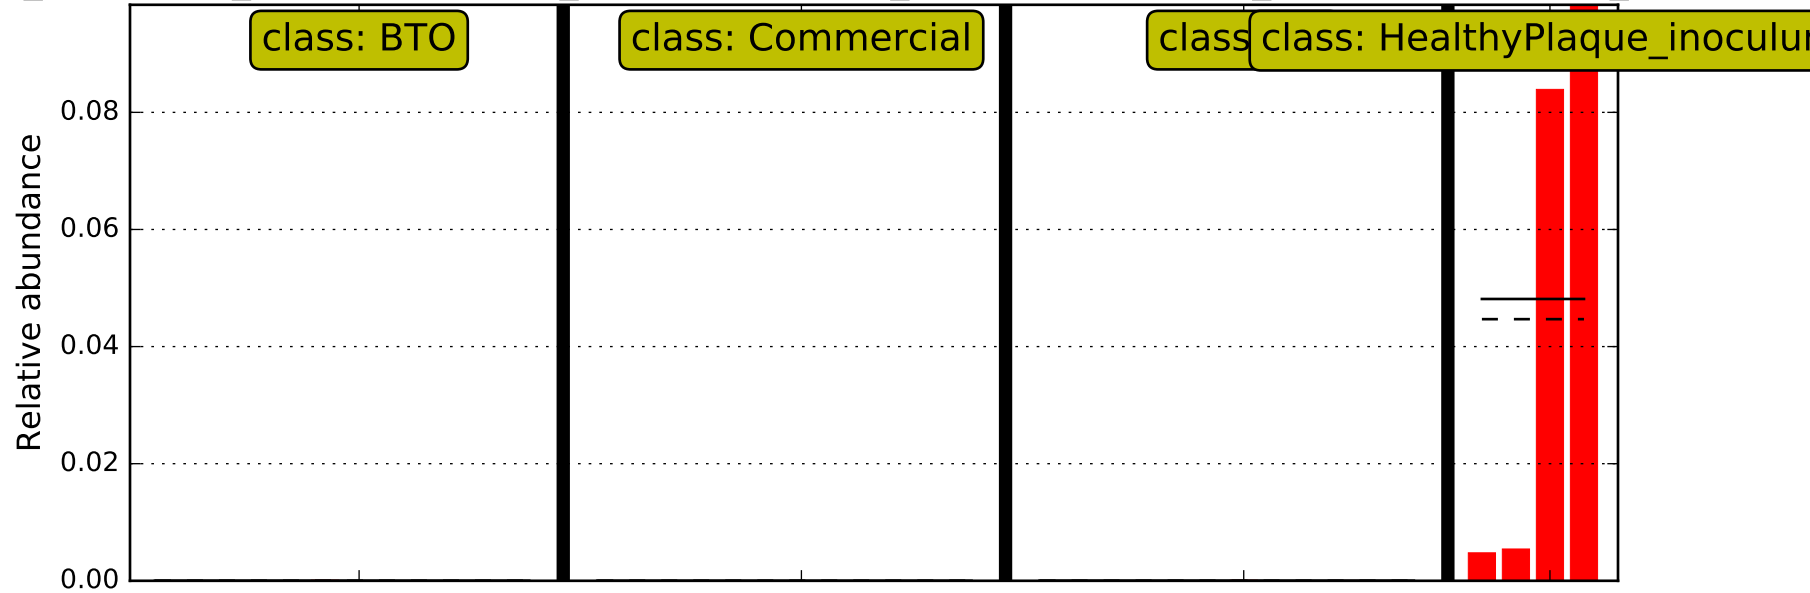 class: BTO
class: Commercial
class
class: HealthyPlaque_inoculu
Relative abundance
0.08
0.06
0.04
0.02
0.00